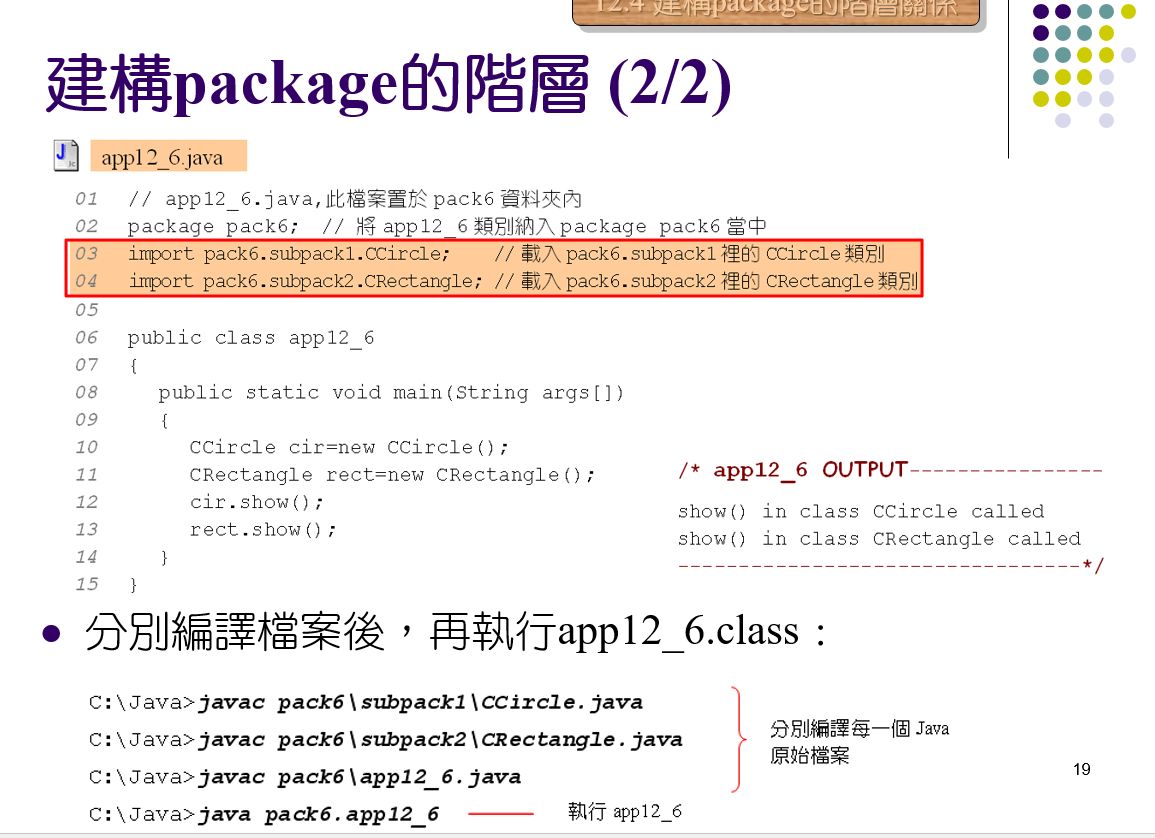 12.4 建構package的階層關係
建構package的階層 (2/2)
app12_6.java
01 // app12_6.java,此檔案置於 pack6 資料夾內
02 package pack6; // 將 app12_6 類別納入 package pack6 當中
03 import pack6.subpack1.CCircle; // 載入 pack6.subpack1 裡的 CCircle 類別
04 import pack6.subpack2.CRectangle; // 載入 pack6.subpack2 裡的 CRectangle 類別
05
06 public class app12_6
07 {
08 public static void main(String args[])
09 {
10 CCircle cir=new CCircle();
11 CRectangle rect=new CRectangle();
12 cir.show();
13 rect.show();
14 }
15 }
/* app12_6 OUTPUT----------------
show() in class CCircle called
show() in class CRectangle called
---------------------------------*/
● 分別編譯檔案後，再執行app12_6.class：
C:\Java>javac pack6\subpack1\CCircle.java
C:\Java>javac pack6\subpack2\CRectangle.java
C:\Java>javac pack6\app12_6.java
C:\Java>java pack6.app12_6
分別編譯每一個 Java
原始檔案
執行 app12_6
19